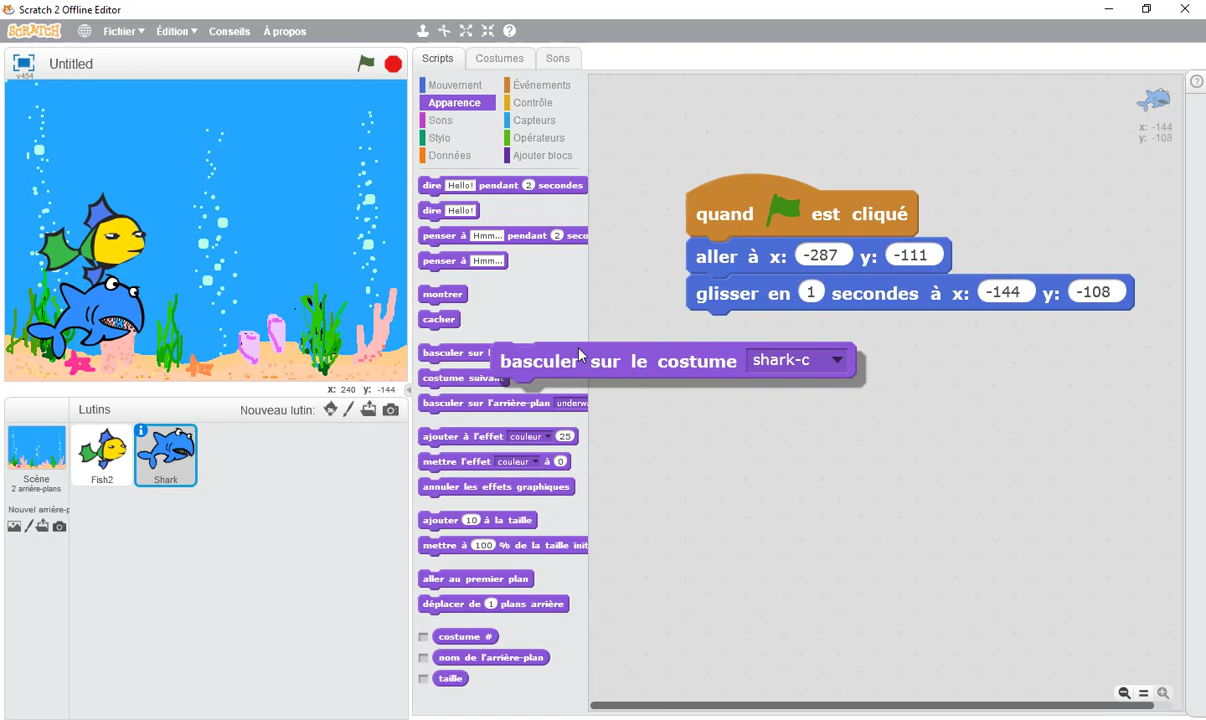 Scratch 2 Offline Editor
SCRATCH Fichier Édition Conseils À propos
v454 Untitled
Scripts Costumes Sons
Mouvement Événements
Apparence Contrôle
Sons Capteurs
Stylo Opérateurs
Données Ajouter blocs
dire Hello! pendant 2 secondes
dire Hello!
penser à Hmm... pendant 2 seco
penser à Hmm...
montrer
cacher
basculer sur l
costume suivant
basculer sur l'arrière-plan underw
ajouter à l'effet couleur 25
mettre l'effet couleur à 0
annuler les effets graphiques
ajouter 10 à la taille
mettre à 100 % de la taille init
aller au premier plan
déplacer de 1 plans arrière
costume #
nom de l'arrière-plan
taille
quand est cliqué
aller à x: -287 y: -111
glisser en 1 secondes à x: -144 y: -108
basculer sur le costume shark-c
x: -144
y: -108
x: 240 y: -144
Lutins Nouveau lutin:
Scène
2 arrière-plans
Nouvel arrière-p
Fish2
Shark